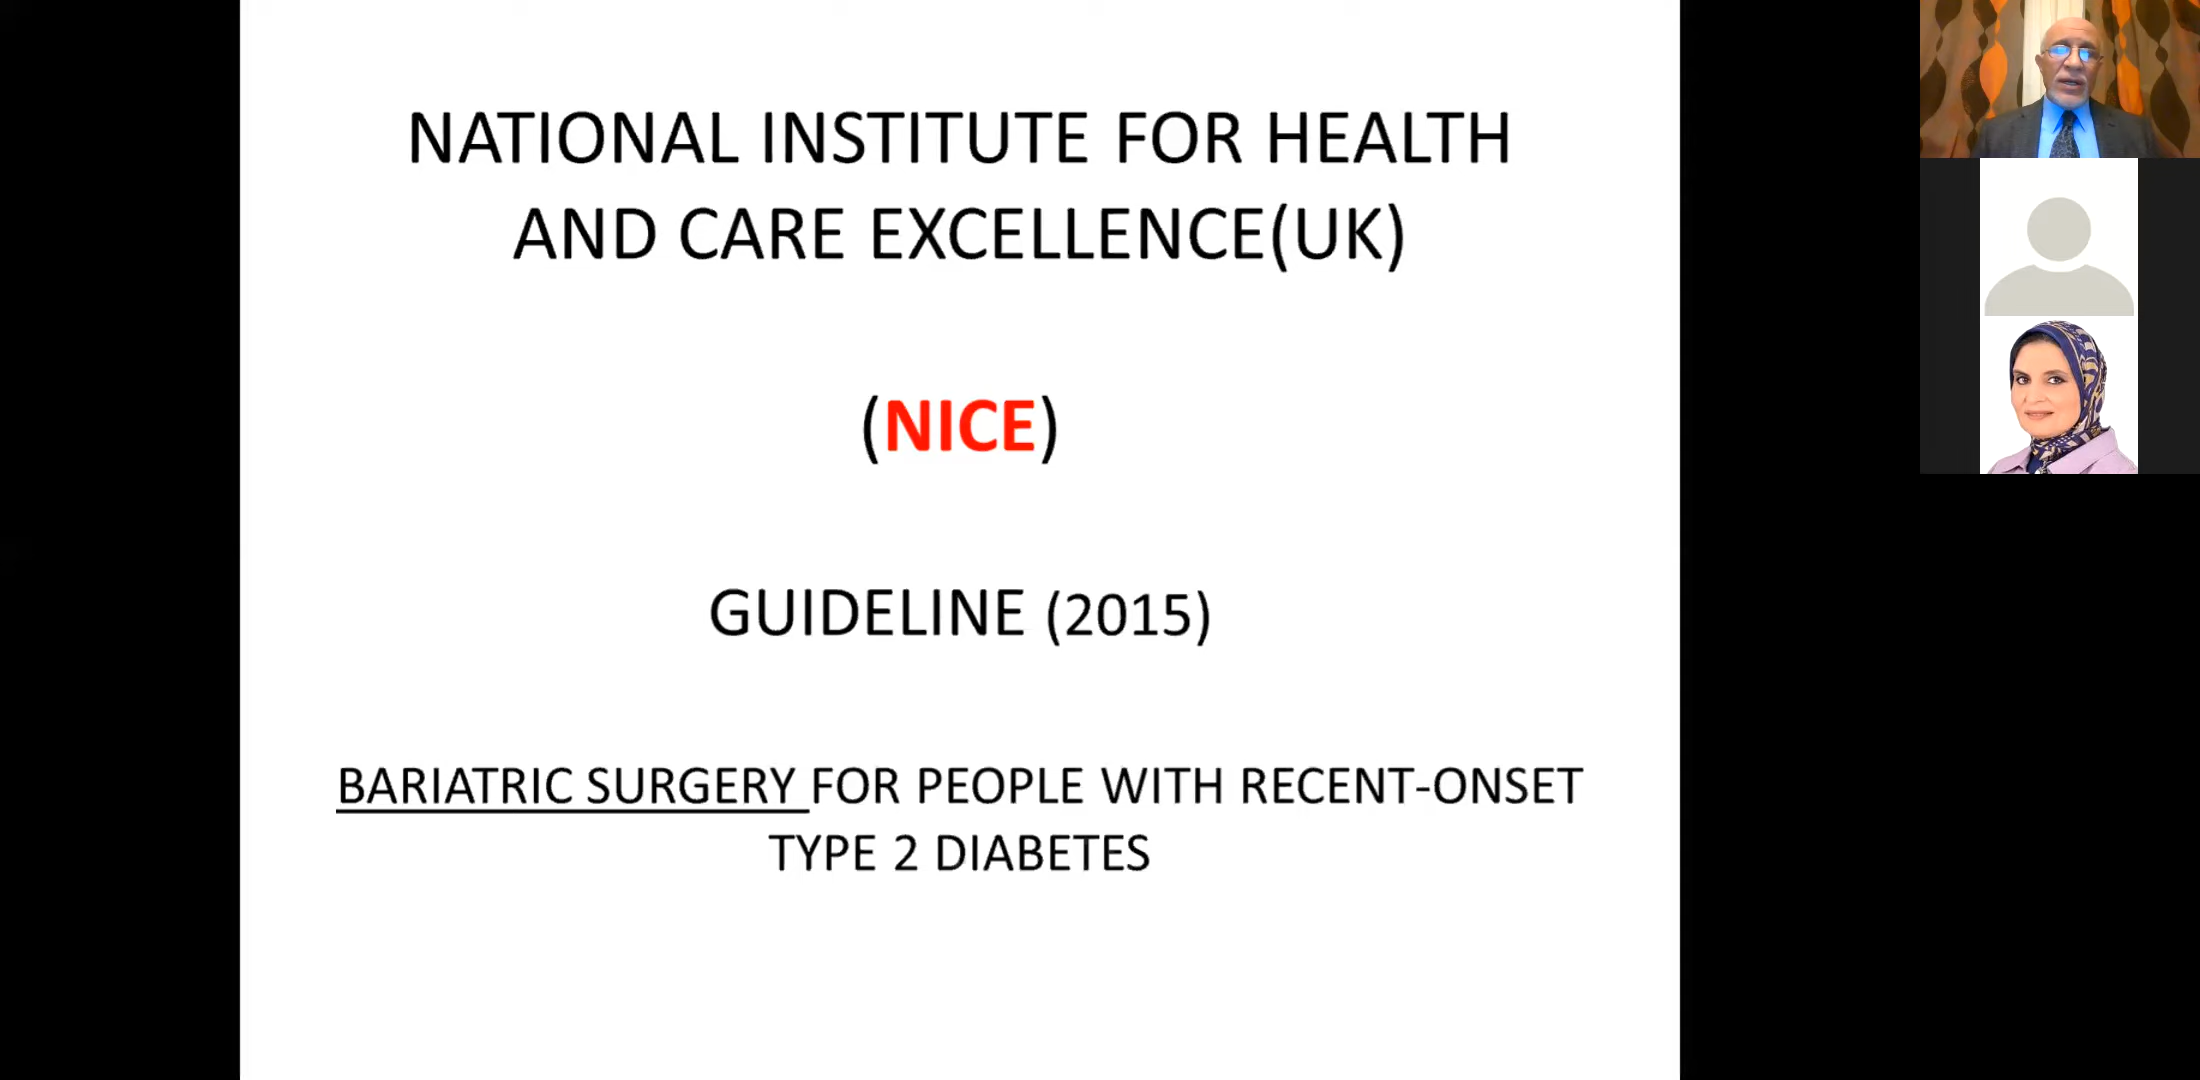 NATIONAL INSTITUTE FOR HEALTH
AND CARE EXCELLENCE(UK)
(NICE)
GUIDELINE (2015)
BARIATRIC SURGERY FOR PEOPLE WITH RECENT-ONSET
TYPE 2 DIABETES